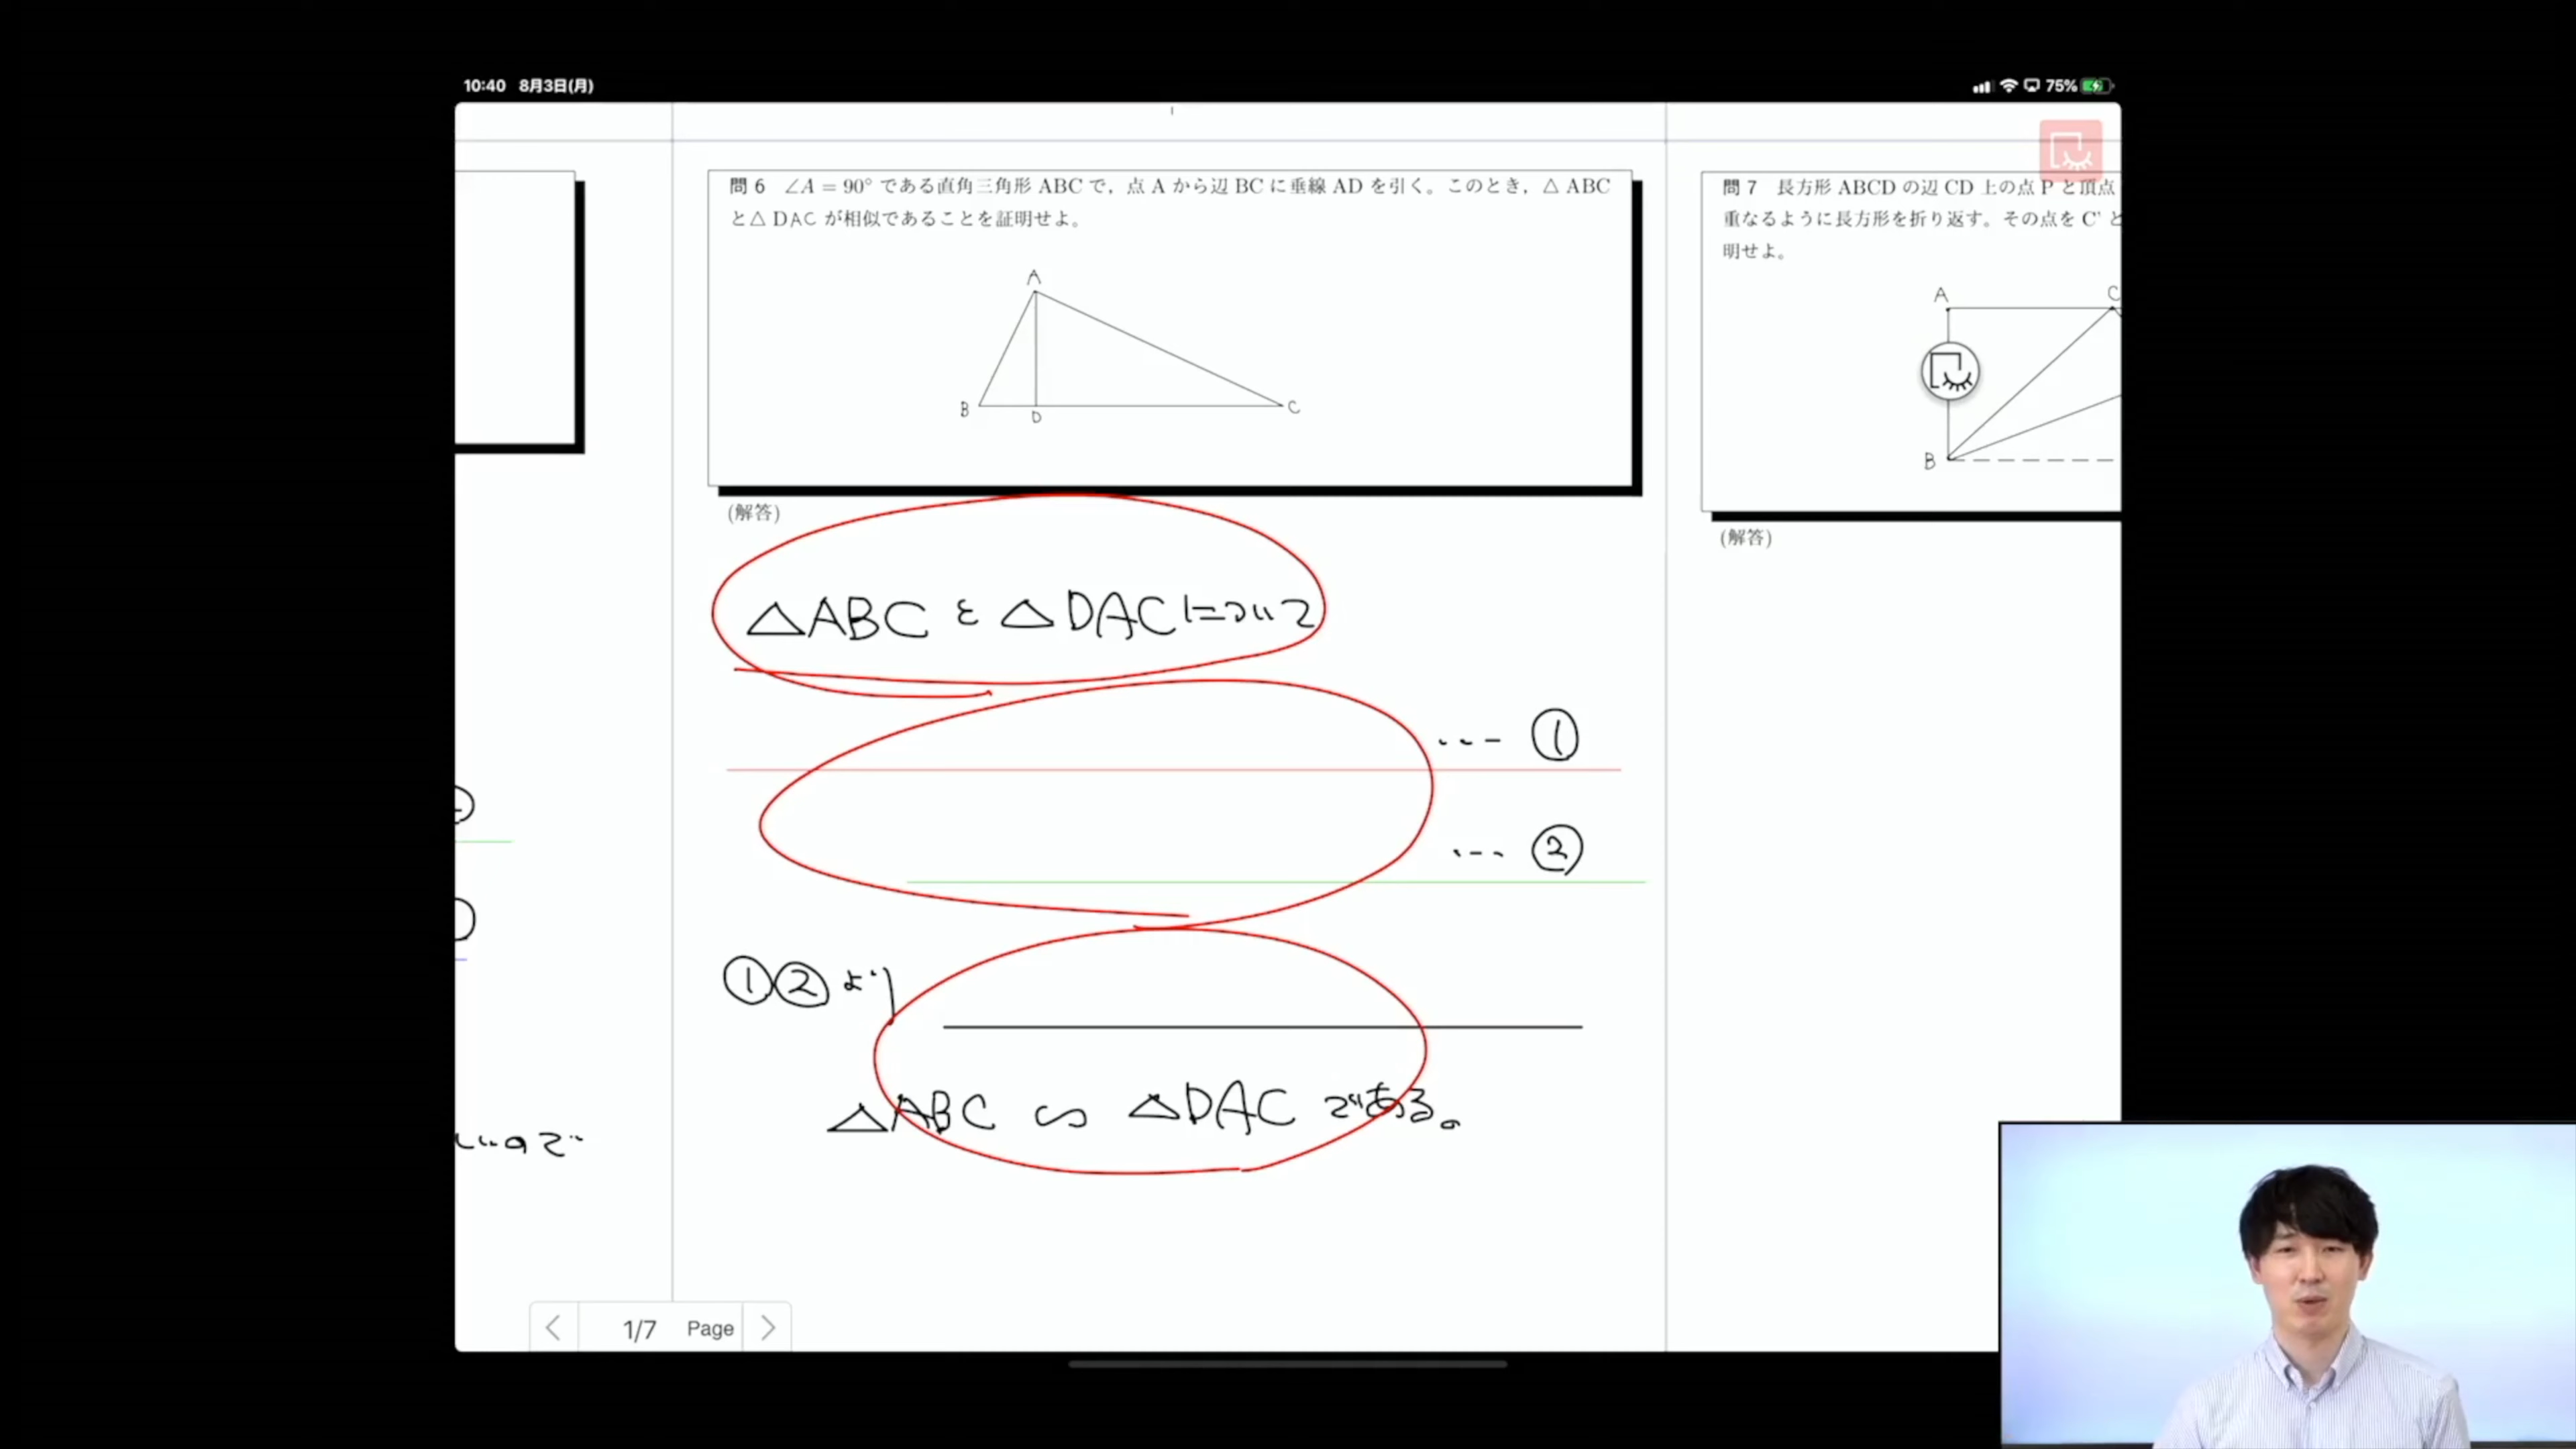 10:40 8月3日(月)
75%
問 6 ∠A = 90° である直角三角形 ABC で，点 A から辺 BC に垂線 AD を引く。このとき，△ ABC
と△ DAC が相似であることを証明せよ。
A
B
D
C
(解答)
△ABC と △DACについて
--- ①
--- ②
①②より
△ABC ∽ △DAC である。
問 7 長方形 ABCD の辺 CD 上の点 P と頂点
重なるように長方形を折り返す。その点を C' と
明せよ。
A
C
B
(解答)
いので
1/7 Page